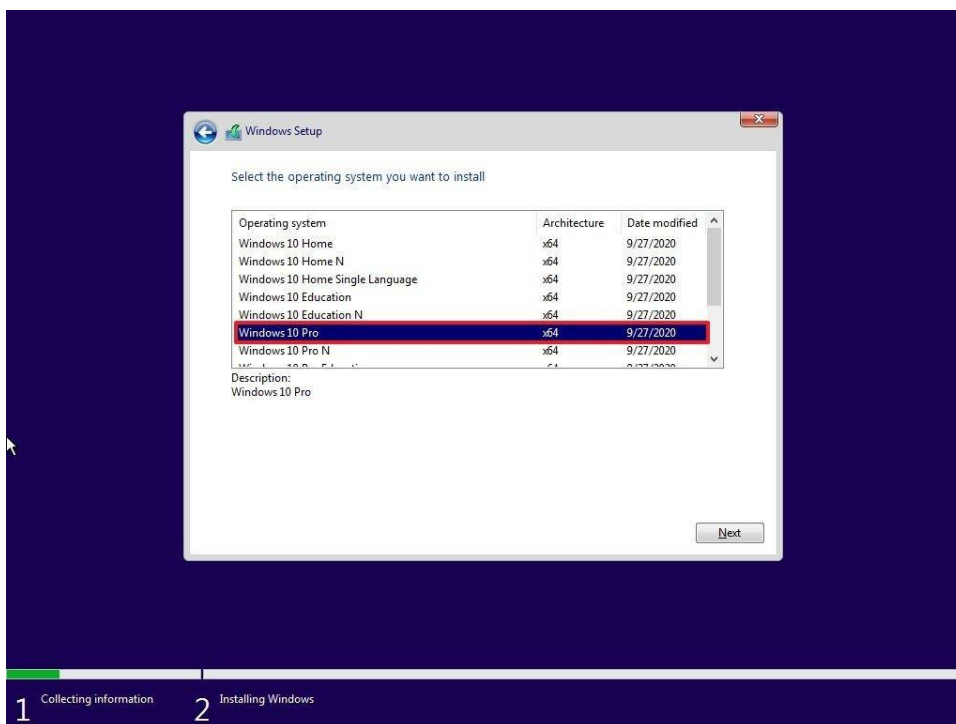 Windows Setup
Select the operating system you want to install
Operating system Architecture Date modified
Windows 10 Home x64 9/27/2020
Windows 10 Home N x64 9/27/2020
Windows 10 Home Single Language x64 9/27/2020
Windows 10 Education x64 9/27/2020
Windows 10 Education N x64 9/27/2020
Windows 10 Pro x64 9/27/2020
Windows 10 Pro N x64 9/27/2020
Description:
Windows 10 Pro
Next
1 Collecting information 2 Installing Windows